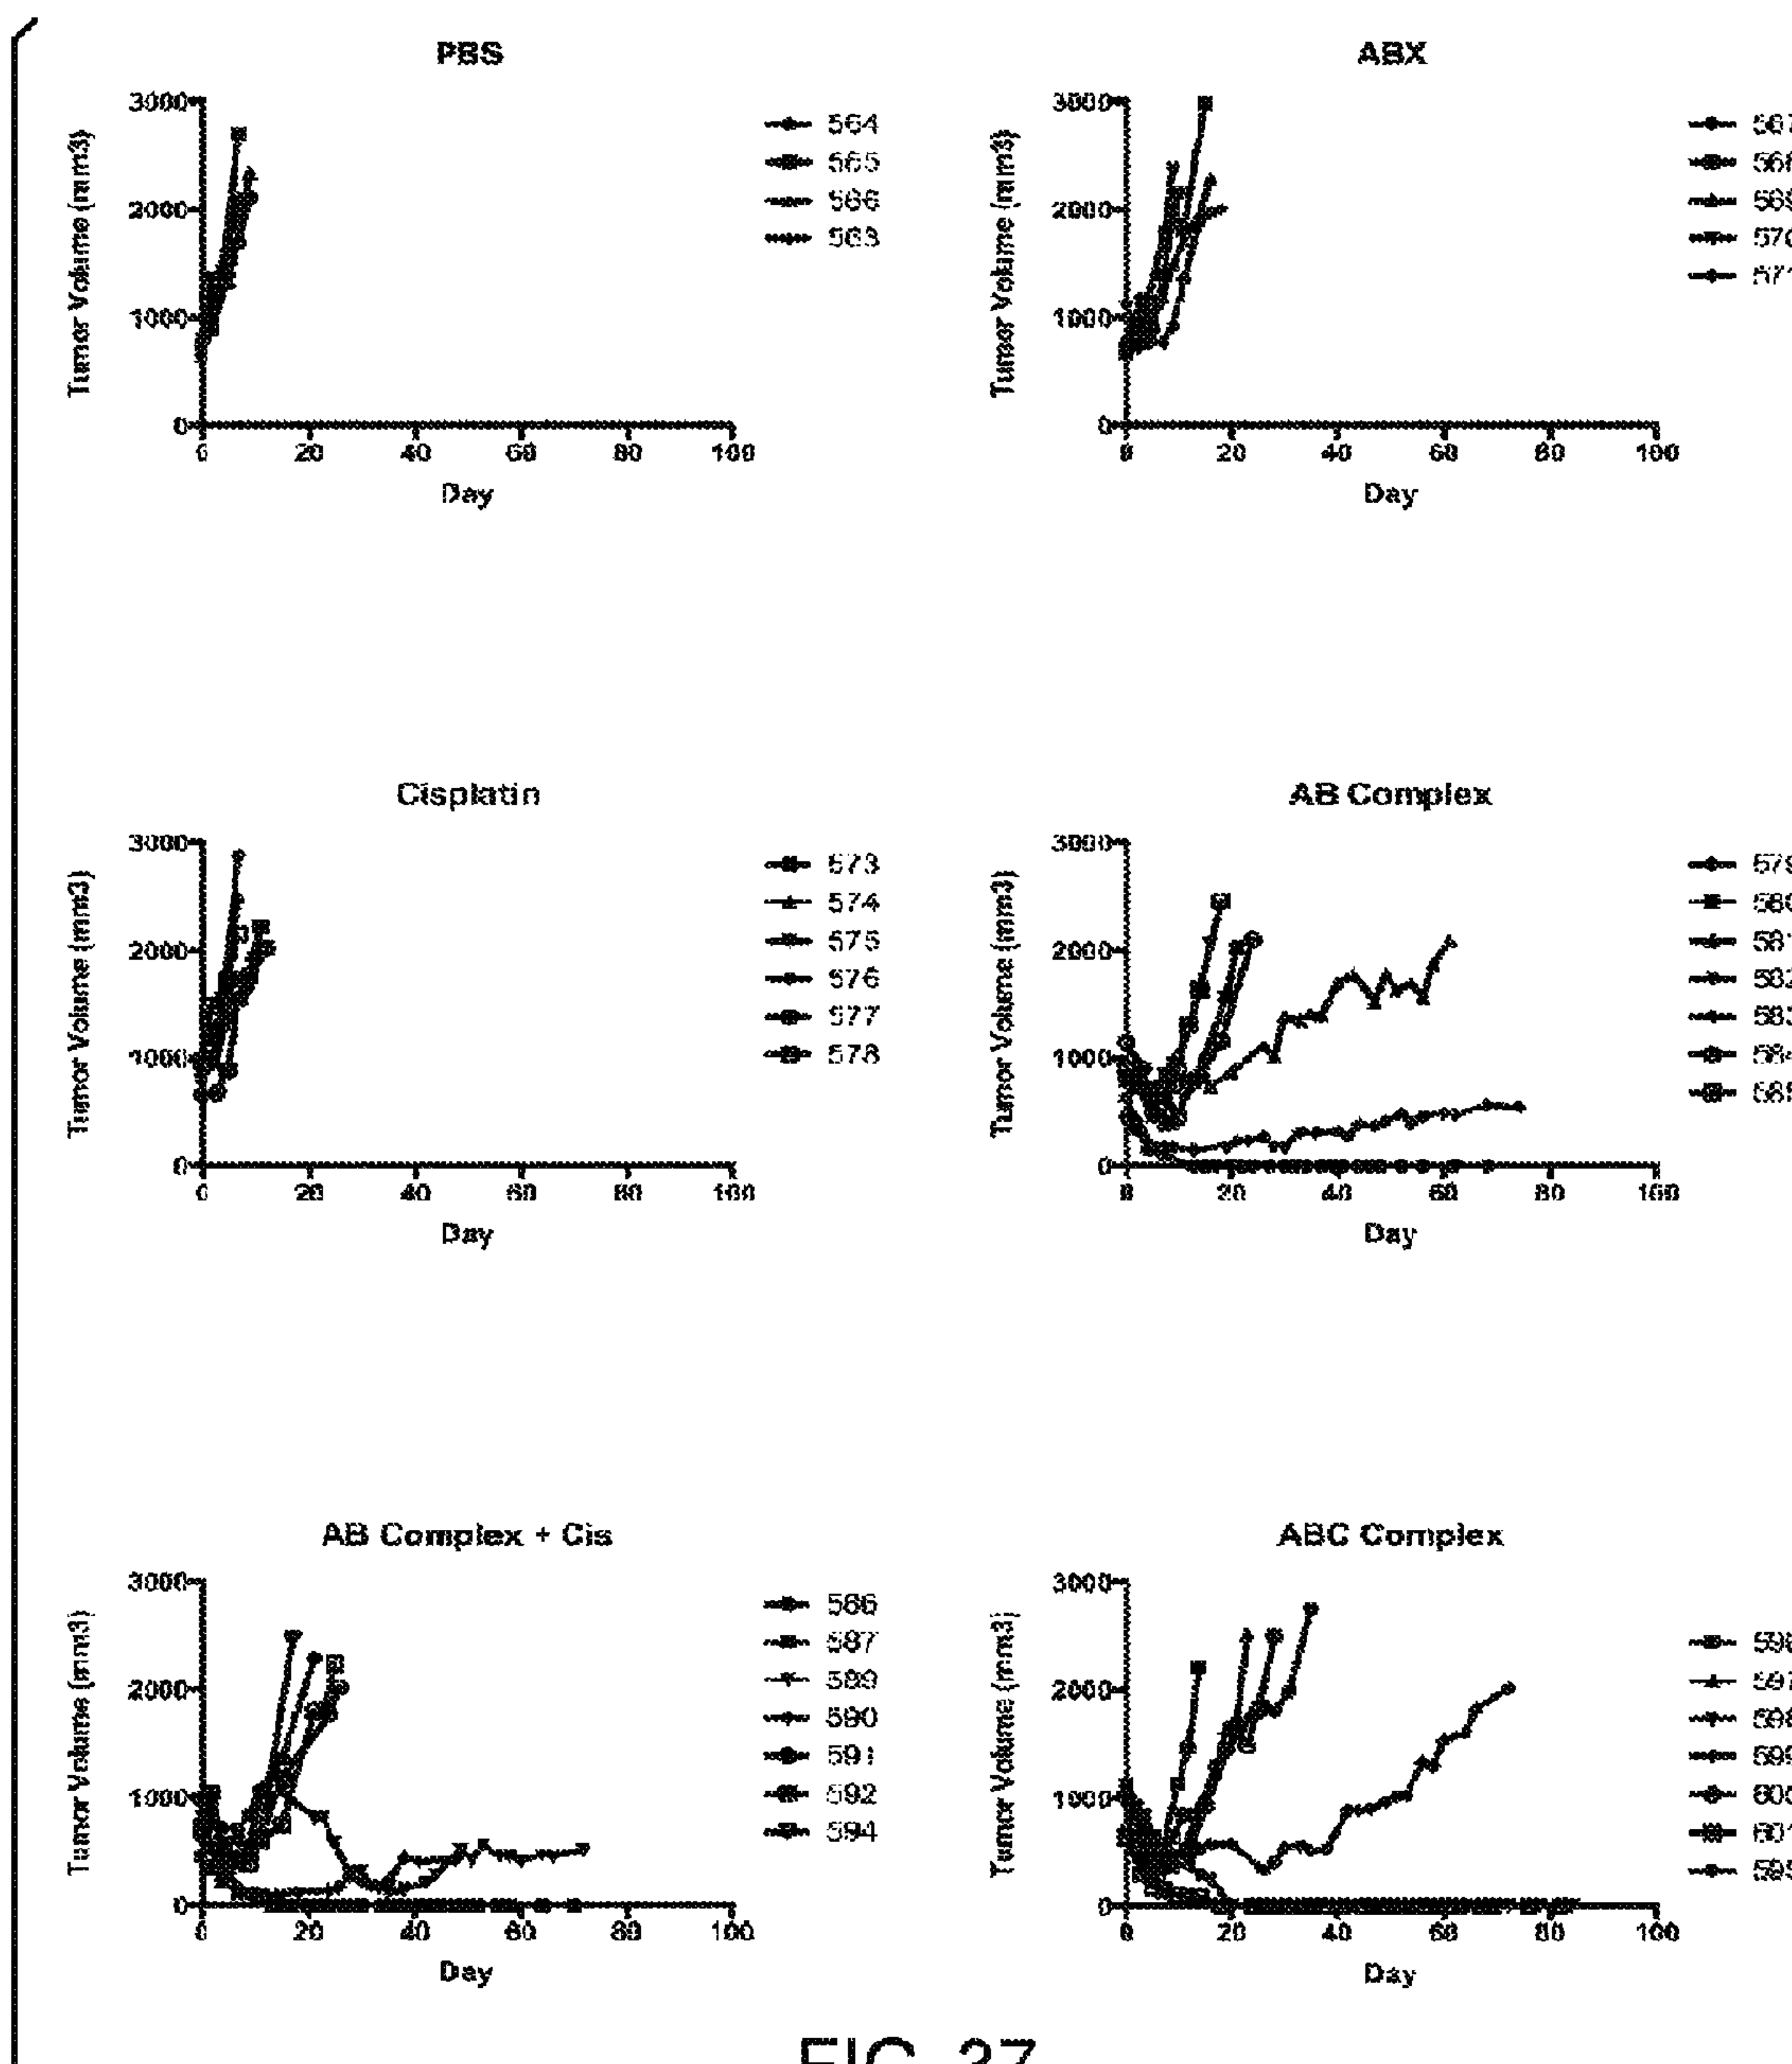 PBS
Tumor Volume (mm3)
3000
2000
1000
0
0 20 40 60 80 100
Day
564
565
566
563
ABX
Tumor Volume (mm3)
3000
2000
1000
0
0 20 40 60 80 100
Day
Cisplatin
Tumor Volume (mm3)
3000
2000
1000
0
0 20 40 60 80 100
Day
573
574
575
576
577
578
AB Complex
Tumor Volume (mm3)
3000
2000
1000
0
0 20 40 60 80 100
Day
AB Complex + Cis
Tumor Volume (mm3)
3000
2000
1000
0
0 20 40 60 80 100
Day
586
587
589
590
591
592
594
ABC Complex
Tumor Volume (mm3)
3000
2000
1000
0
0 20 40 60 80 100
Day
FIG. 37